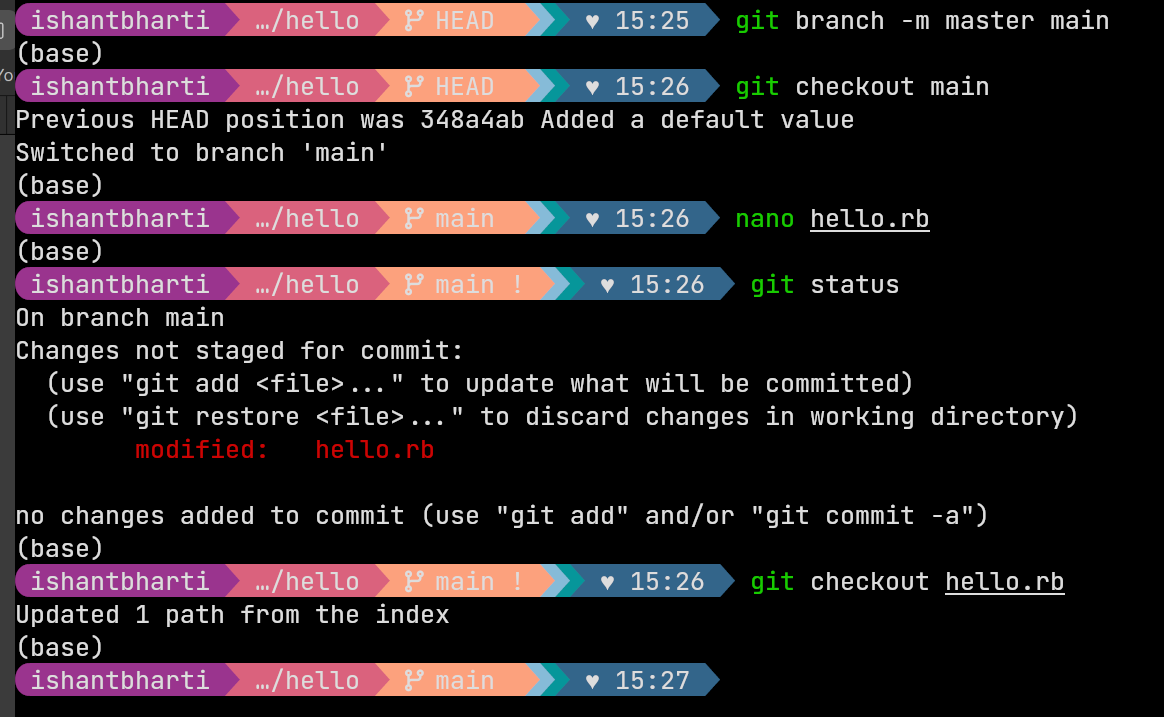 ishantbharti …/hello HEAD ♥ 15:25 git branch -m master main
(base)
ishantbharti …/hello HEAD ♥ 15:26 git checkout main
Previous HEAD position was 348a4ab Added a default value
Switched to branch 'main'
(base)
ishantbharti …/hello main ♥ 15:26 nano hello.rb
(base)
ishantbharti …/hello main ! ♥ 15:26 git status
On branch main
Changes not staged for commit:
  (use "git add <file>..." to update what will be committed)
  (use "git restore <file>..." to discard changes in working directory)
        modified:   hello.rb

no changes added to commit (use "git add" and/or "git commit -a")
(base)
ishantbharti …/hello main ! ♥ 15:26 git checkout hello.rb
Updated 1 path from the index
(base)
ishantbharti …/hello main ♥ 15:27